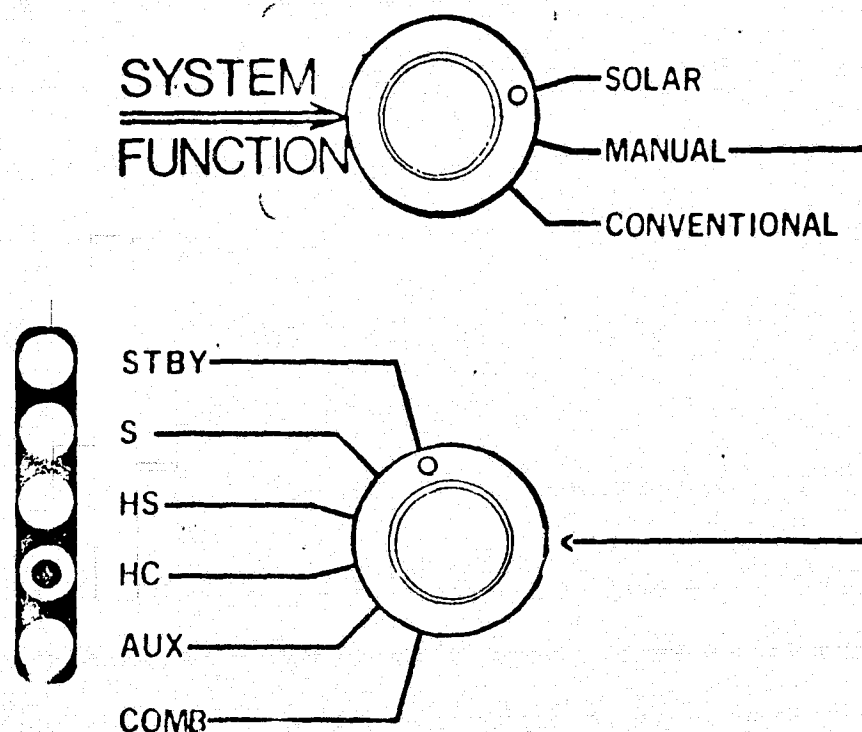 SYSTEM
FUNCTION
SOLAR
MANUAL
CONVENTIONAL
STBY
S
HS
HC
AUX
COMB